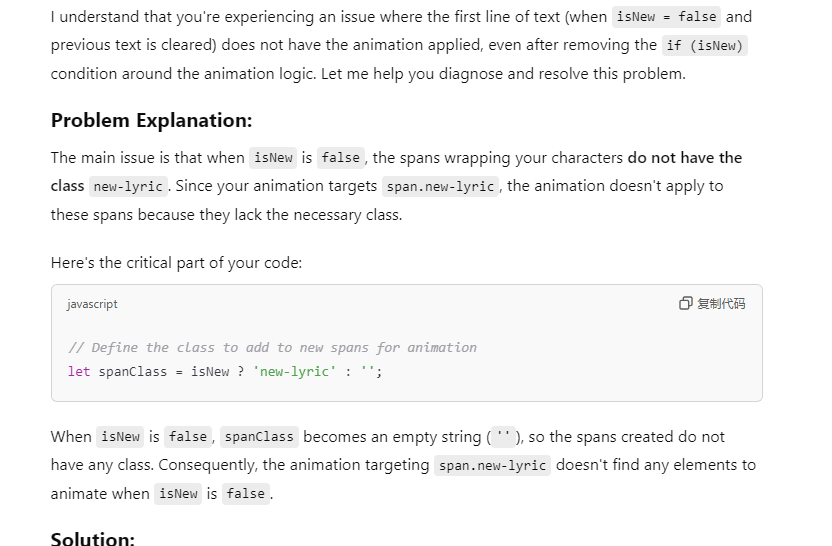 I understand that you're experiencing an issue where the first line of text (when isNew = false and
previous text is cleared) does not have the animation applied, even after removing the if (isNew)
condition around the animation logic. Let me help you diagnose and resolve this problem.
Problem Explanation:
The main issue is that when isNew is false, the spans wrapping your characters do not have the
class new-lyric. Since your animation targets span.new-lyric, the animation doesn't apply to
these spans because they lack the necessary class.
Here's the critical part of your code:
javascript 复制代码
// Define the class to add to new spans for animation
let spanClass = isNew ? 'new-lyric' : '';
When isNew is false, spanClass becomes an empty string (''), so the spans created do not
have any class. Consequently, the animation targeting span.new-lyric doesn't find any elements to
animate when isNew is false.
Solution: